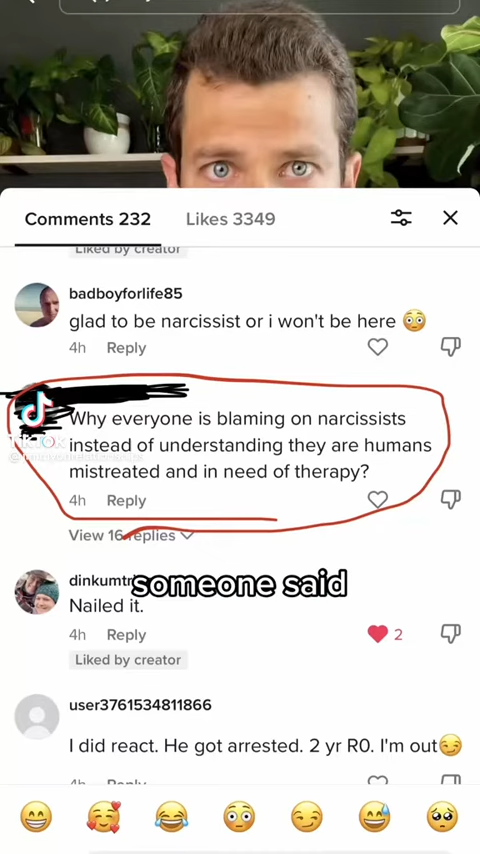 Comments 232
Likes 3349
Liked by creator
badboyforlife85
glad to be narcissist or i won't be here 😳
4h Reply
Why everyone is blaming on narcissists
instead of understanding they are humans
mistreated and in need of therapy?
4h Reply
View 16 replies
someone said
Nailed it.
4h Reply
2
Liked by creator
user3761534811866
I did react. He got arrested. 2 yr R0. I'm out😏
4h Reply